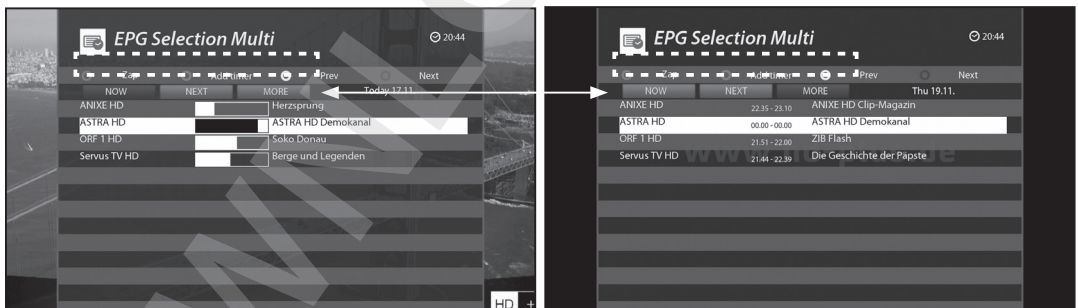 EPG Selection Multi
20:44
Zap Add timer Prev Next
NOW NEXT MORE Today 17.11.
ANIXE HD Herzsprung
ASTRA HD ASTRA HD Demokanal
ORF 1 HD Soko Donau
Servus TV HD Berge und Legenden
HD +
EPG Selection Multi
20:44
Zap Add timer Prev Next
NOW NEXT MORE Thu 19.11.
ANIXE HD 22.35 - 23.10 ANIXE HD Clip-Magazin
ASTRA HD 00.00 - 00.00 ASTRA HD Demokanal
ORF 1 HD 21.51 - 22.00 ZIB Flash
Servus TV HD 21.44 - 22.39 Die Geschichte der Päpste